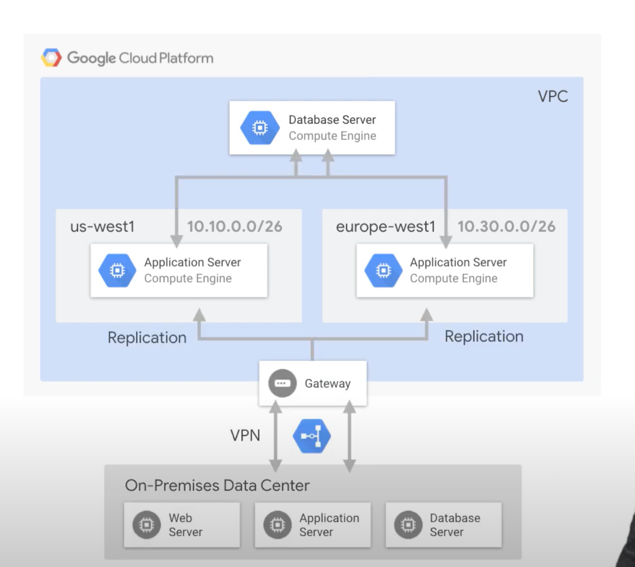 Google Cloud Platform
VPC
Database Server
Compute Engine
us-west1 10.10.0.0/26
Application Server
Compute Engine
europe-west1 10.30.0.0/26
Application Server
Compute Engine
Replication
Replication
Gateway
VPN
On-Premises Data Center
Web
Server
Application
Server
Database
Server